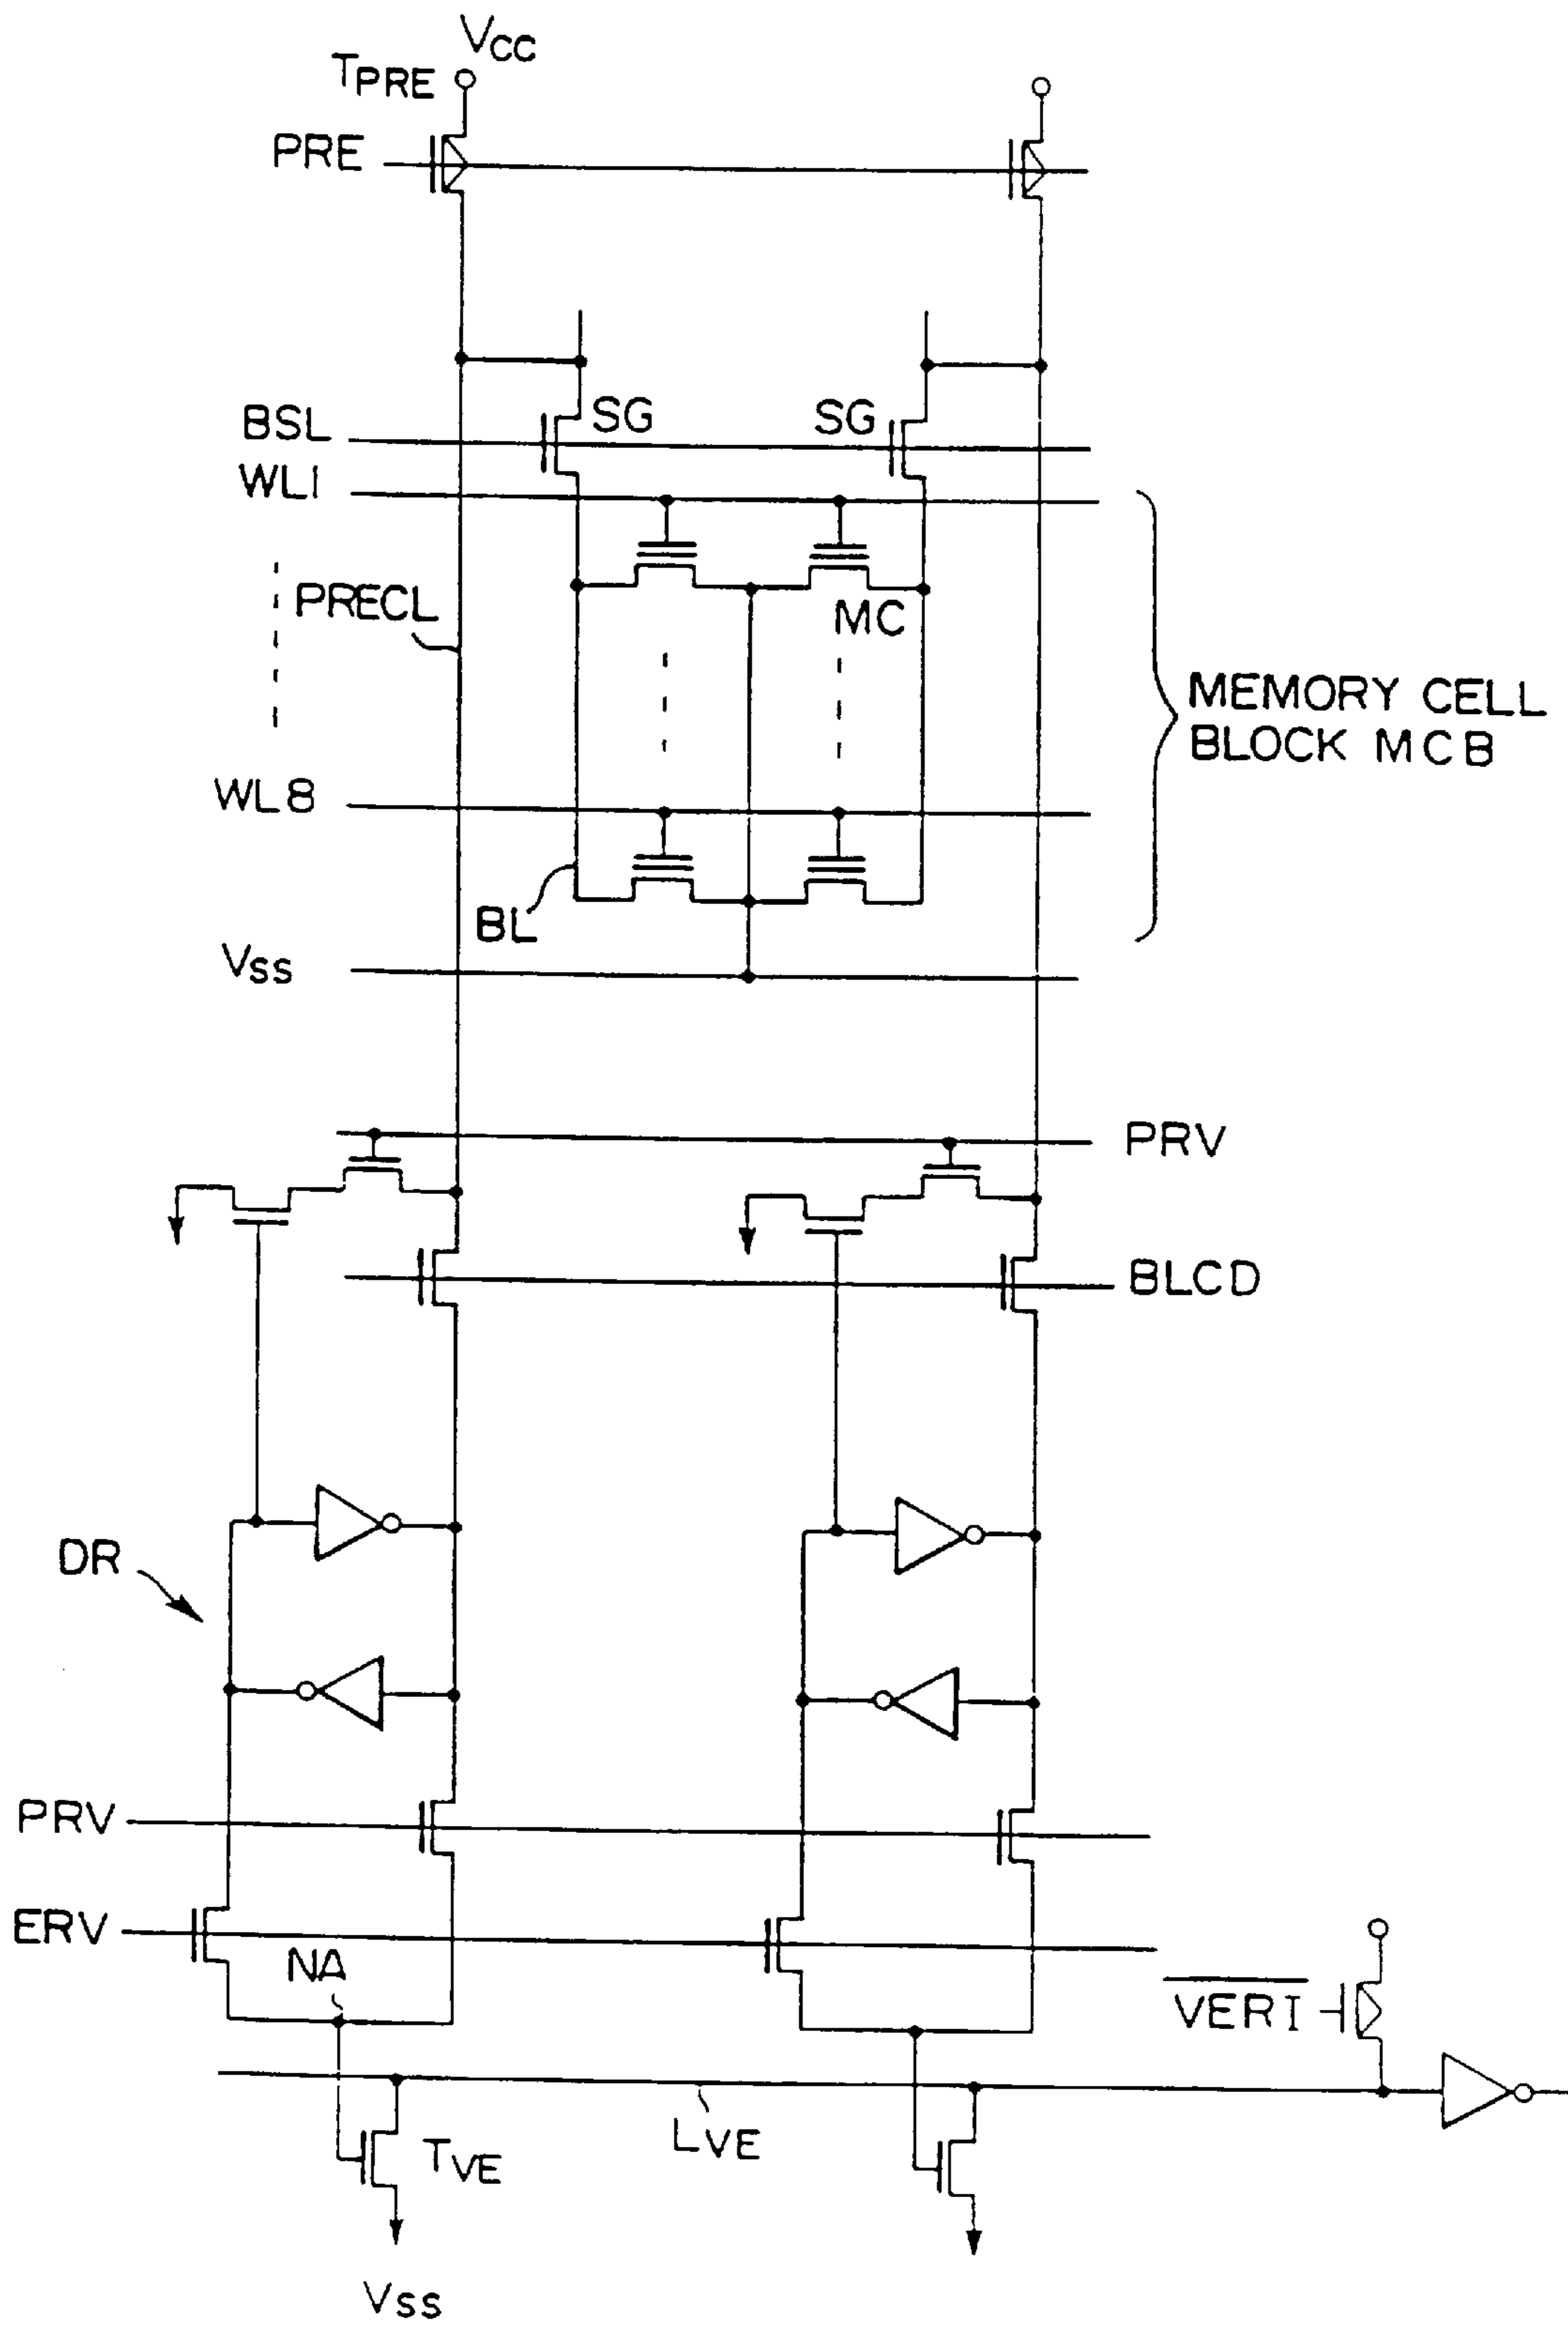 VCC
TPRE
PRE
BSL
SG
SG
WL1
PRECL
MC
MEMORY CELL
BLOCK MCB
WL8
BL
VSS
PRV
BLCD
DR
PRV
ERV
NA
VERI
LVE
TVE
VSS